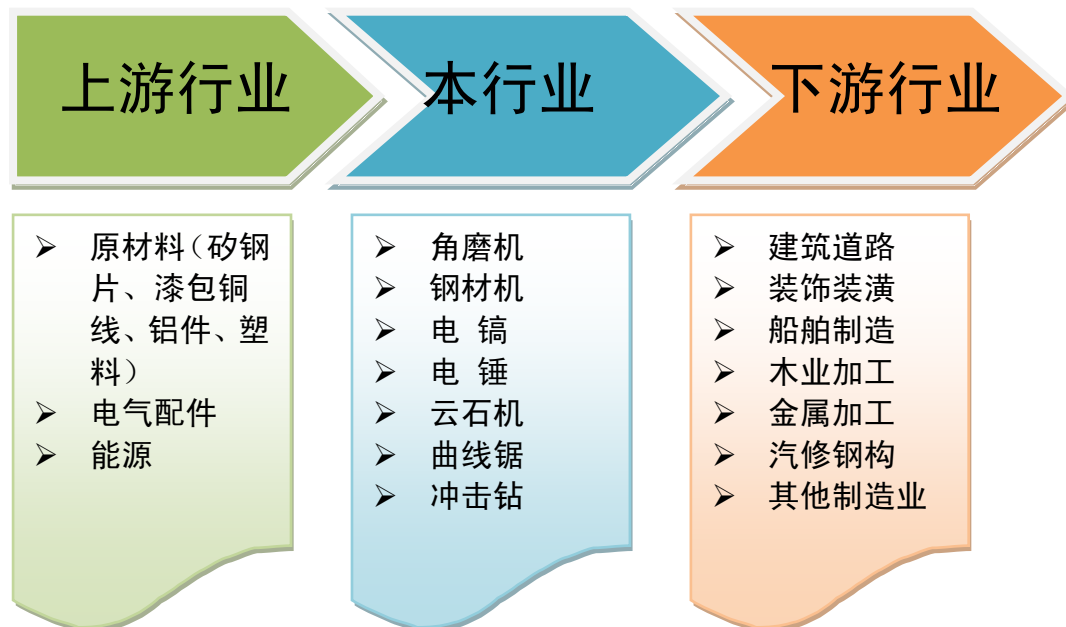 上游行业
本行业
下游行业
➢ 原材料（矽钢
片、漆包铜
线、铝件、塑
料）
➢ 电气配件
➢ 能源
➢ 角磨机
➢ 钢材机
➢ 电 镐
➢ 电 锤
➢ 云石机
➢ 曲线锯
➢ 冲击钻
➢ 建筑道路
➢ 装饰装潢
➢ 船舶制造
➢ 木业加工
➢ 金属加工
➢ 汽修钢构
➢ 其他制造业